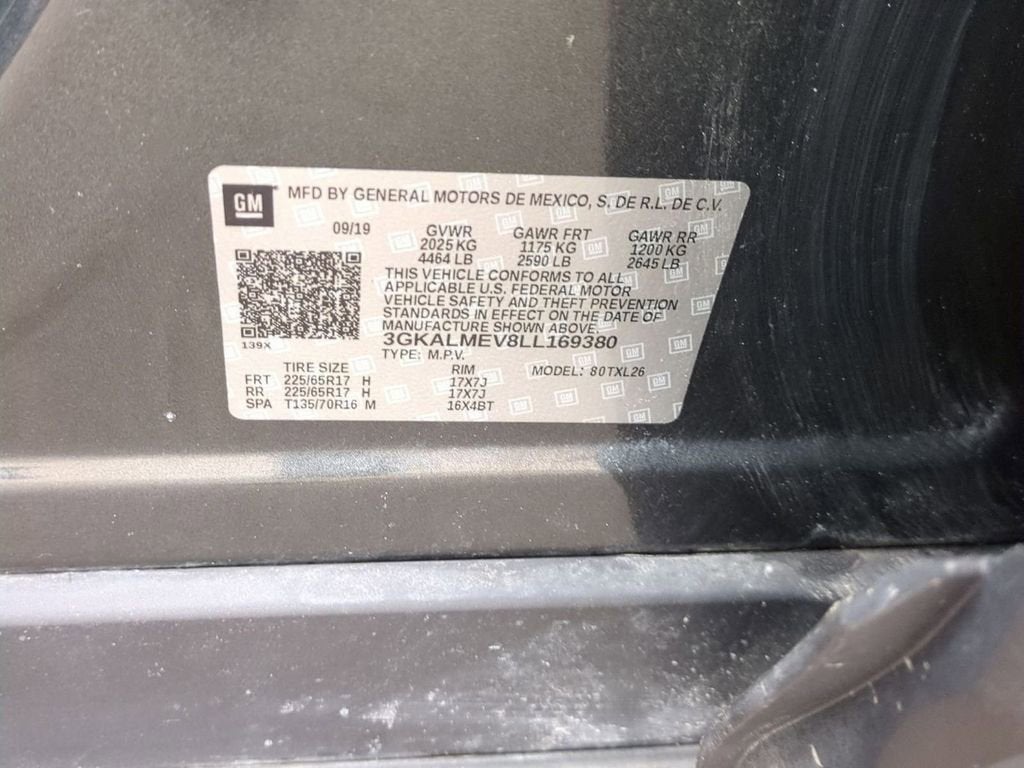 GM MFD BY GENERAL MOTORS DE MEXICO, S. DE R.L. DE C.V.
09/19 GVWR GAWR FRT GAWR RR
2025 KG 1175 KG 1200 KG
4464 LB 2590 LB 2645 LB
THIS VEHICLE CONFORMS TO ALL
APPLICABLE U.S. FEDERAL MOTOR
VEHICLE SAFETY AND THEFT PREVENTION
STANDARDS IN EFFECT ON THE DATE OF
MANUFACTURE SHOWN ABOVE.
139X 3GKALMEV8LL169380
TYPE: M.P.V.
TIRE SIZE RIM MODEL: 80TXL26
FRT 225/65R17 H 17X7J
RR 225/65R17 H 17X7J
SPA T135/70R16 M 16X4BT